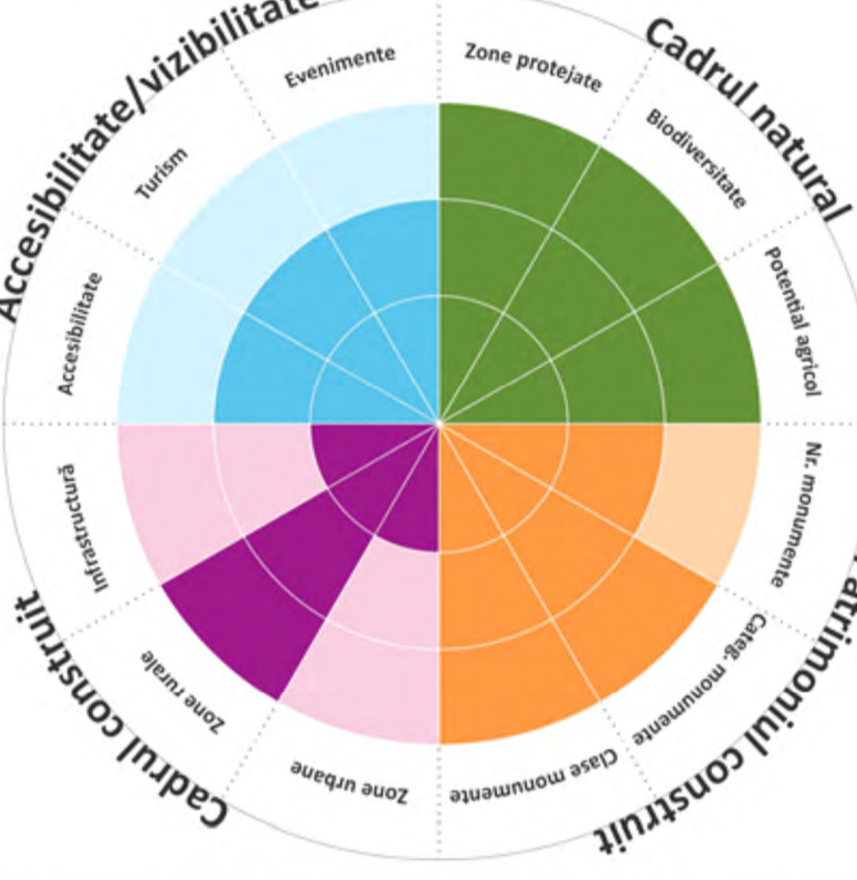 Accesibilitate/vizibilitate
Cadrul natural
Evenimente
Zone protejate
Turism
Biodiversitate
Accesibilitate
Potențial agricol
Infrastructură
Nr. monumente
Zone rurale
Categ. monumente
Zone urbane
Clase monumente
Cadrul construit
atrimoniul construit